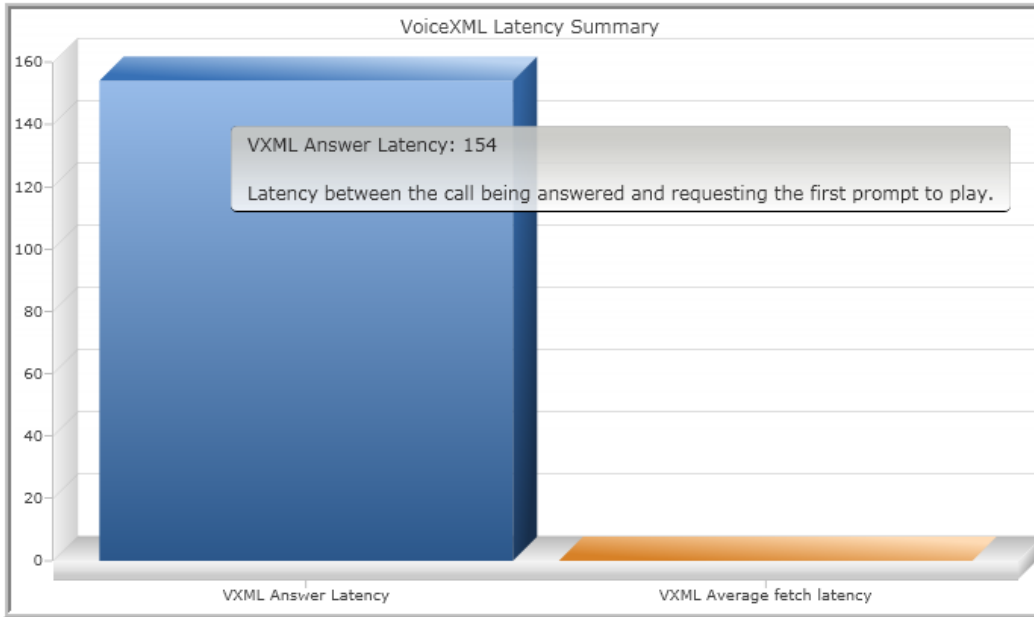 VoiceXML Latency Summary
160
140
120
100
80
60
40
20
0
VXML Answer Latency: 154
Latency between the call being answered and requesting the first prompt to play.
VXML Answer Latency
VXML Average fetch latency